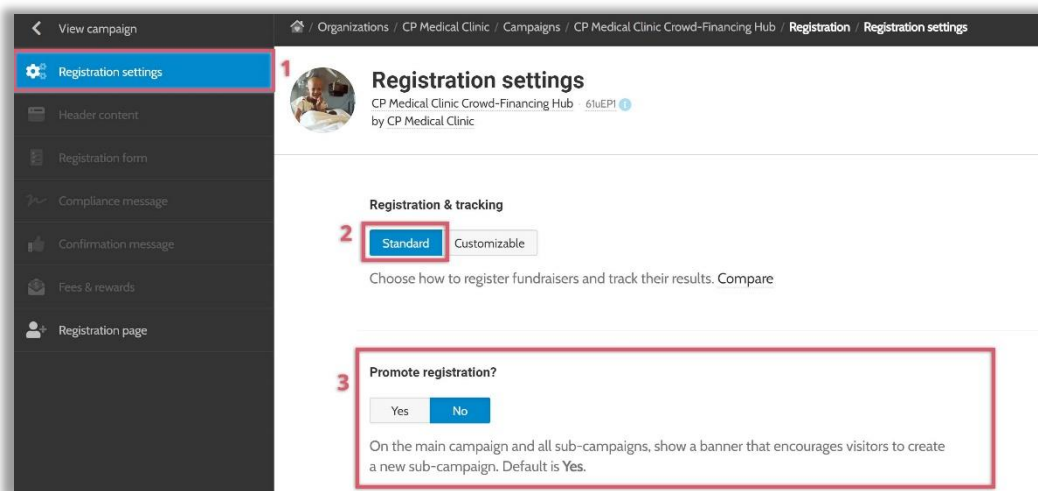 View campaign
/ Organizations / CP Medical Clinic / Campaigns / CP Medical Clinic Crowd-Financing Hub / Registration / Registration settings
Registration settings
Header content
Registration form
Compliance message
Confirmation message
Fees & rewards
Registration page
1
Registration settings
CP Medical Clinic Crowd-Financing Hub 61uEP1
by CP Medical Clinic
Registration & tracking
2
Standard Customizable
Choose how to register fundraisers and track their results. Compare
3
Promote registration?
Yes No
On the main campaign and all sub-campaigns, show a banner that encourages visitors to create
a new sub-campaign. Default is Yes.